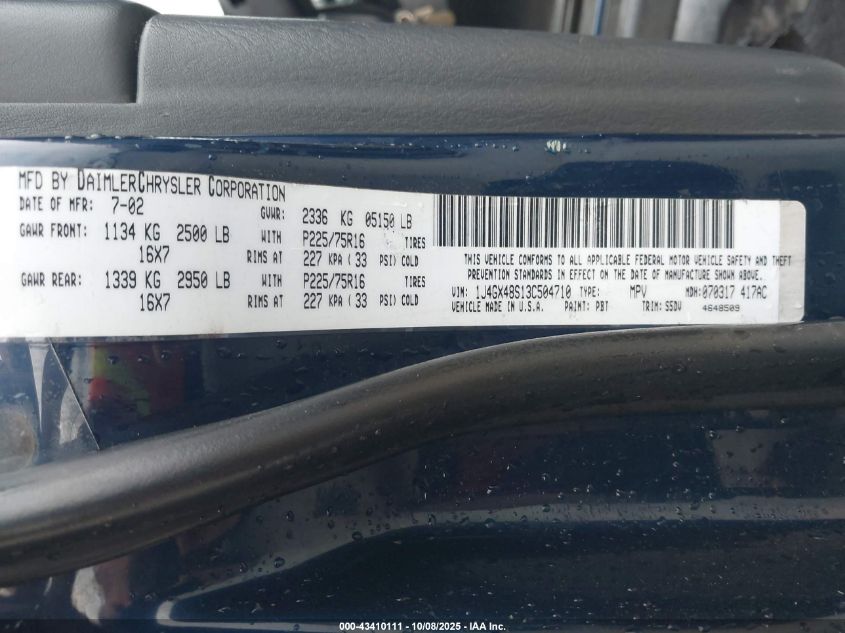 MFD BY DAIMLERCHRYSLER CORPORATION
DATE OF MFR: 7-02 GVWR: 2336 KG 05150 LB
GAWR FRONT: 1134 KG 2500 LB WITH P225/75R16 TIRES
16X7 RIMS AT 227 KPA ( 33 PSI) COLD
GAWR REAR: 1339 KG 2950 LB WITH P225/75R16 TIRES
16X7 RIMS AT 227 KPA ( 33 PSI) COLD
THIS VEHICLE CONFORMS TO ALL APPLICABLE FEDERAL MOTOR VEHICLE SAFETY AND THEFT
PREVENTION STANDARDS IN EFFECT ON THE DATE OF MANUFACTURE SHOWN ABOVE.
VIN: 1J4GX48S13C504710 TYPE: MPV MDH: 070317 417AC
VEHICLE MADE IN U.S.A. PAINT: PBT TRIM: SSDV 4648509
000-43410111 - 10/08/2025 - IAA Inc.